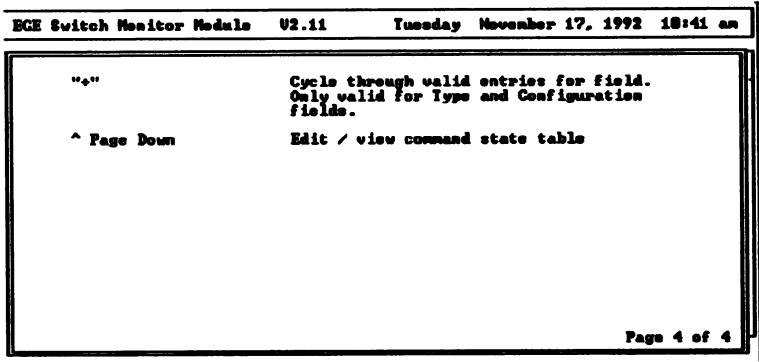 BGE Switch Monitor Module V2.11 Tuesday November 17, 1992 10:41 am
"+" Cycle through valid entries for field.
Only valid for Type and Configuration
fields.
^ Page Down Edit / view command state table
Page 4 of 4